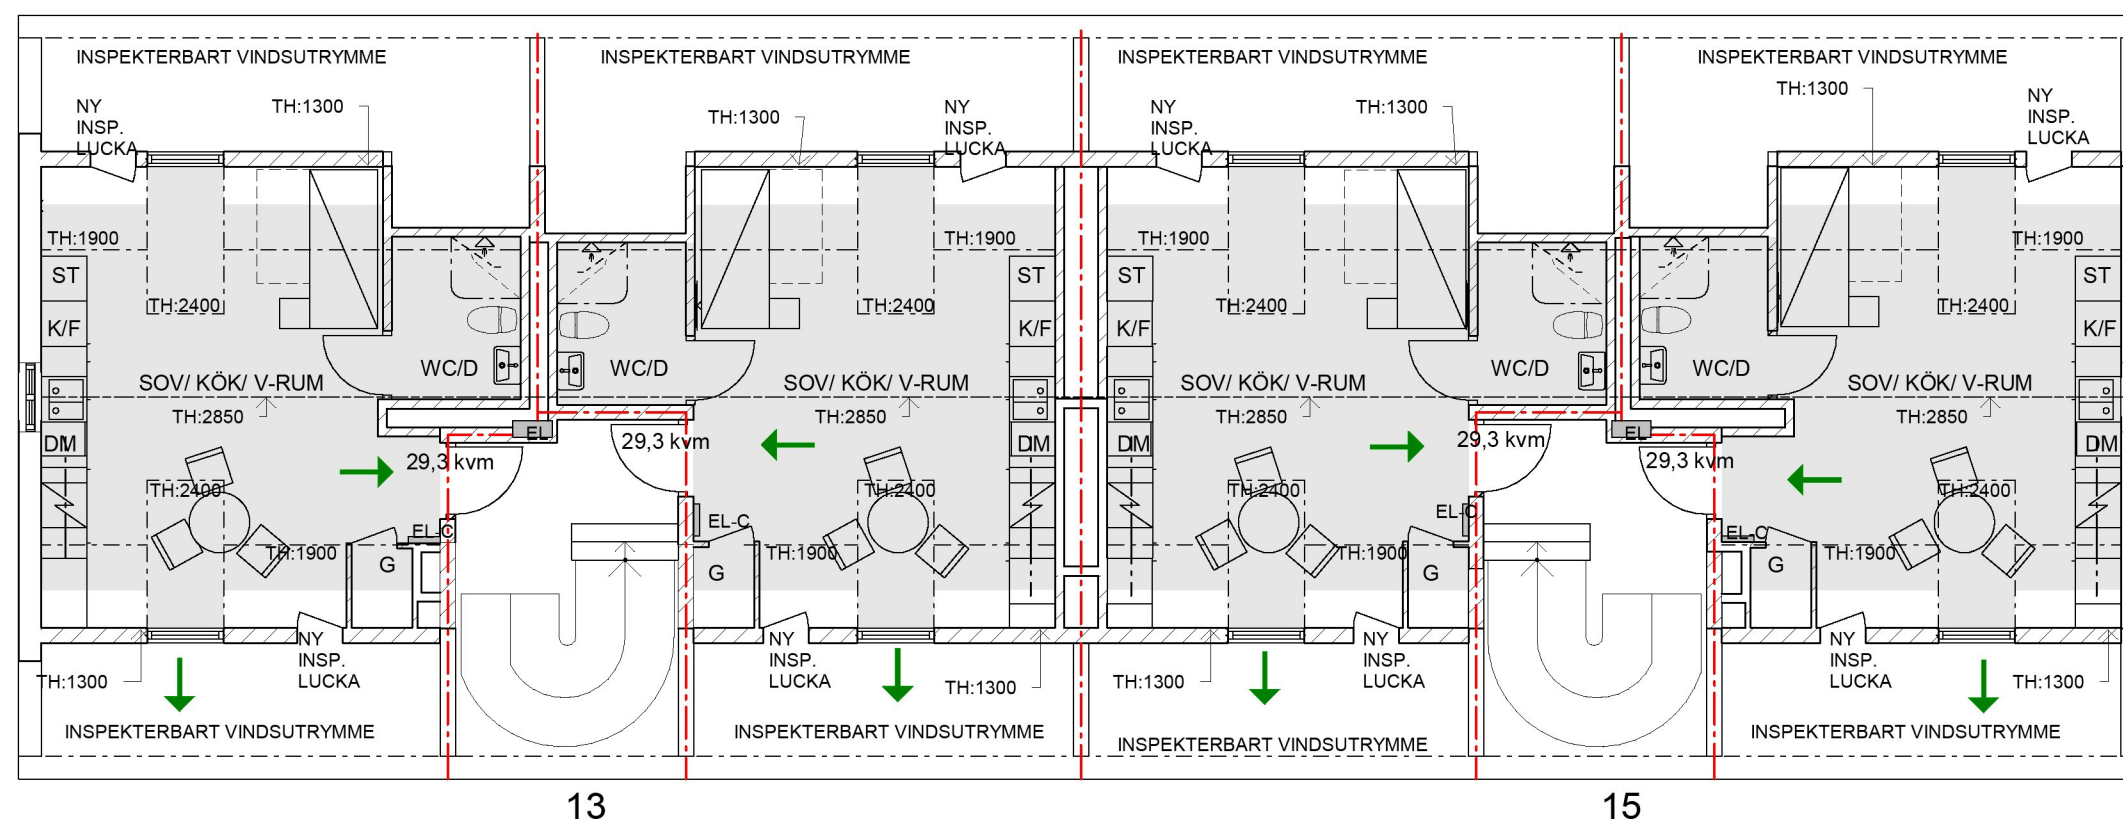 INSPEKTERBART VINDSUTRYMME
INSPEKTERBART VINDSUTRYMME
INSPEKTERBART VINDSUTRYMME
INSPEKTERBART VINDSUTRYMME
NY
INSP.
LUCKA
TH:1300
TH:1300
NY
INSP.
LUCKA
NY
INSP.
LUCKA
TH:1300
TH:1300
NY
INSP.
LUCKA
TH:1900
TH:1900
TH:1900
TH:1900
ST
ST
ST
ST
TH:2400
TH:2400
TH:2400
TH:2400
K/F
K/F
K/F
K/F
WC/D
WC/D
WC/D
WC/D
SOV/ KÖK/ V-RUM
SOV/ KÖK/ V-RUM
SOV/ KÖK/ V-RUM
SOV/ KÖK/ V-RUM
TH:2850
TH:2850
TH:2850
TH:2850
EL
EL
DM
DM
DM
DM
29,3 kvm
29,3 kvm
29,3 kvm
29,3 kvm
TH:2400
TH:2400
TH:2400
TH:2400
EL-C
EL-C
EL-C
EL-C
TH:1900
TH:1900
TH:1900
TH:1900
G
G
G
G
NY
INSP.
LUCKA
NY
INSP.
LUCKA
NY
INSP.
LUCKA
NY
INSP.
LUCKA
TH:1300
TH:1300
TH:1300
TH:1300
INSPEKTERBART VINDSUTRYMME
INSPEKTERBART VINDSUTRYMME
INSPEKTERBART VINDSUTRYMME
INSPEKTERBART VINDSUTRYMME
13
15